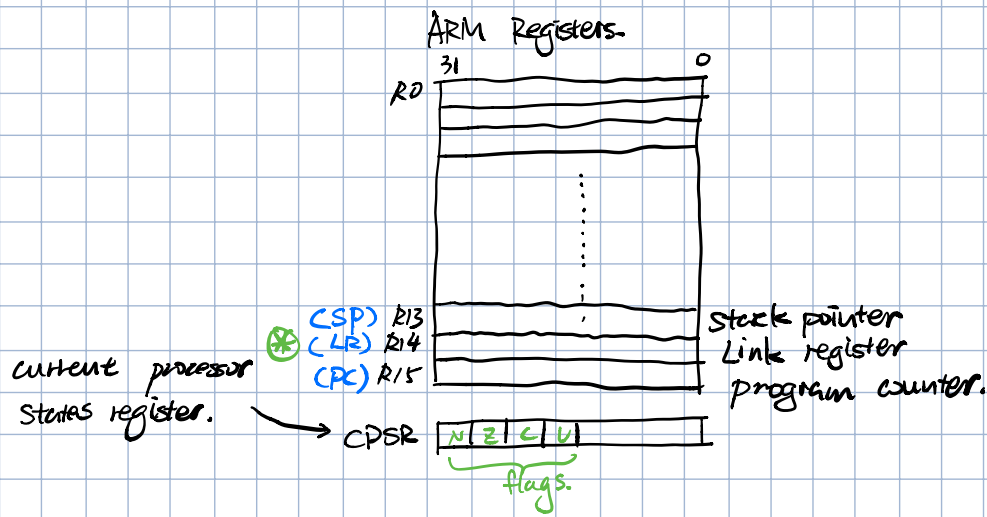 ARM Registers.
31 0
R0
(SP) R13 Stack pointer
(LR) R14 Link register
(PC) R15 program counter.
current processor
states register.
CPSR N Z C V
flags.